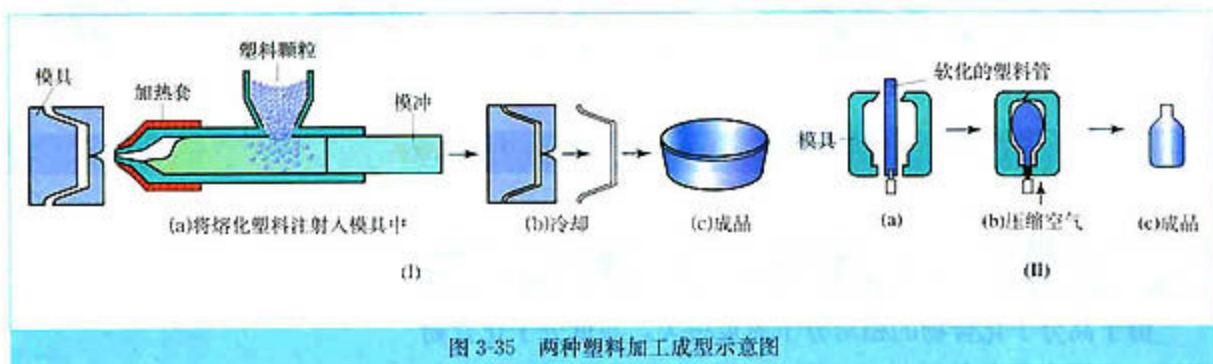 塑料颗粒
模具
加热套
模冲
(a)将熔化塑料注射入模具中
(b)冷却
(c)成品
(I)
软化的塑料管
模具
(a)
(b)压缩空气
(c)成品
(II)
图 3-35 两种塑料加工成型示意图